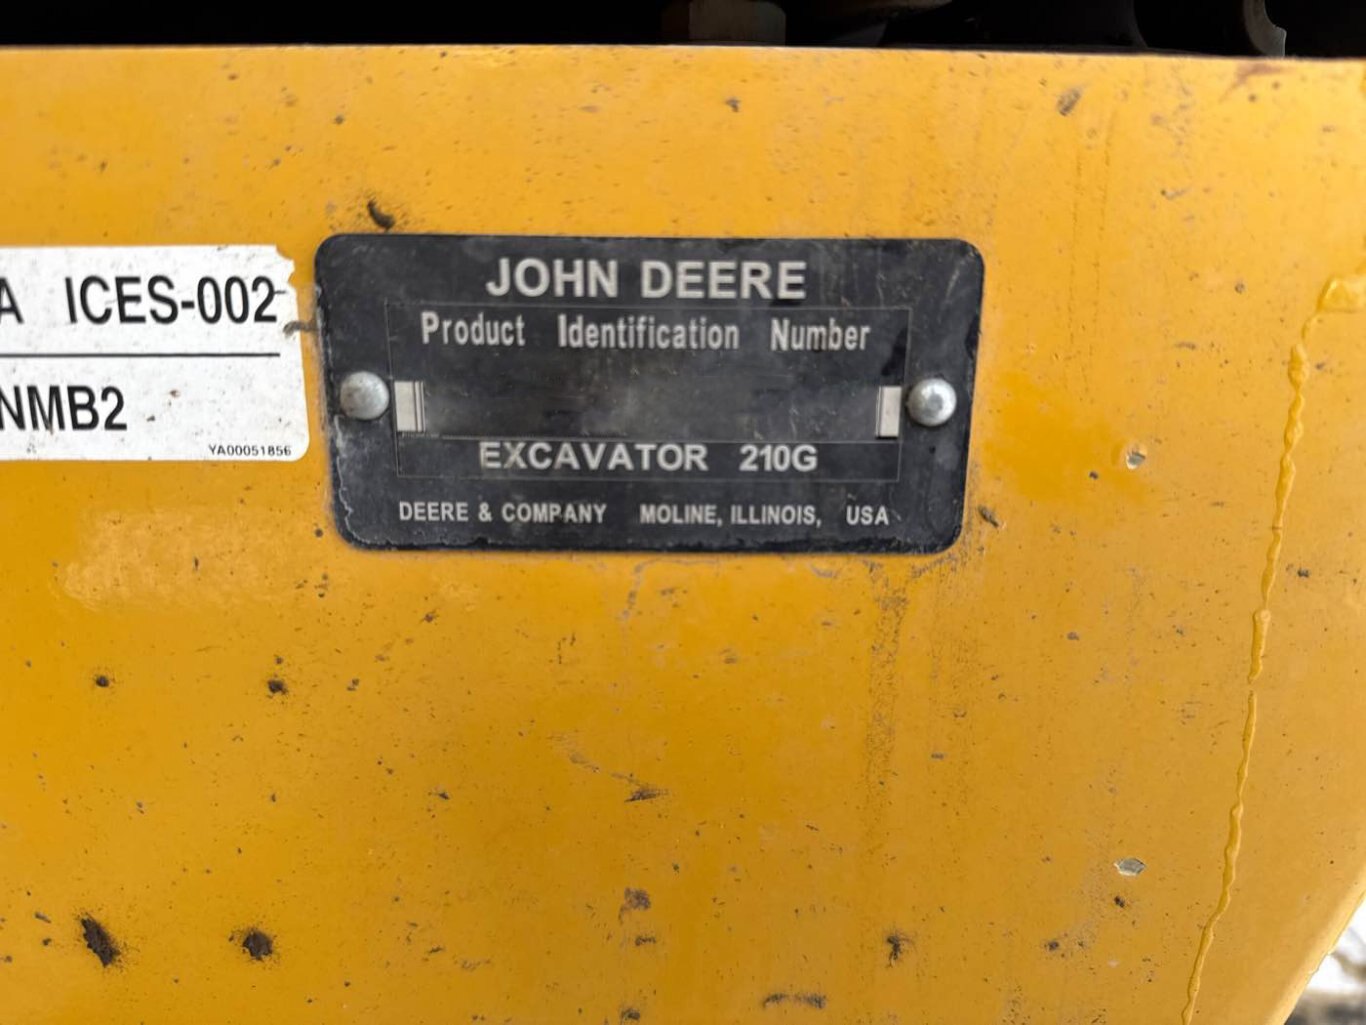 A ICES-002
NMB2
YA00051856
JOHN DEERE
Product Identification Number
EXCAVATOR 210G
DEERE & COMPANY MOLINE, ILLINOIS, USA